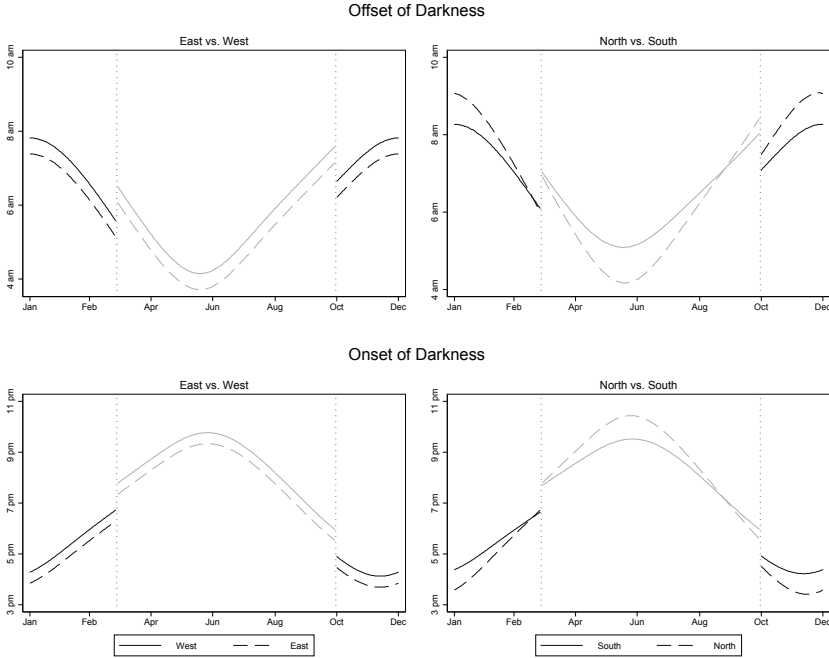 Offset of Darkness
East vs. West
North vs. South
10 am
8 am
6 am
4 am
Jan Feb Apr Jun Aug Oct Dec
10 am
8 am
6 am
4 am
Jan Feb Apr Jun Aug Oct Dec
Onset of Darkness
East vs. West
North vs. South
11 pm
9 pm
7 pm
5 pm
3 pm
Jan Feb Apr Jun Aug Oct Dec
11 pm
9 pm
7 pm
5 pm
3 pm
Jan Feb Apr Jun Aug Oct Dec
West East
South North